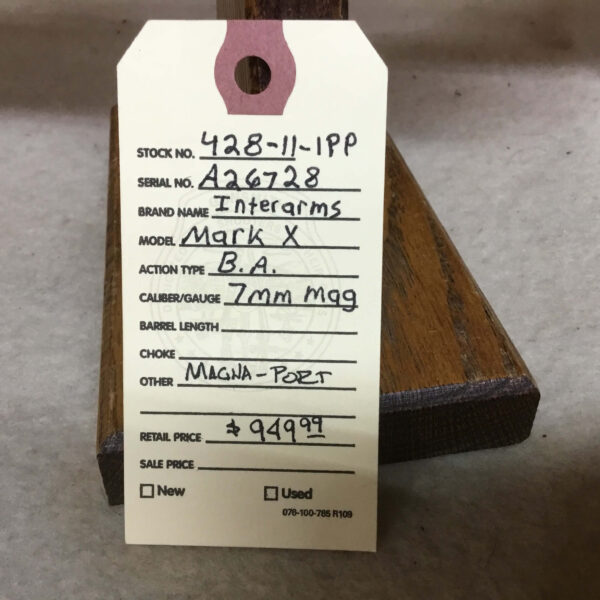 STOCK NO. 428-11-1PP
SERIAL NO. A26728
BRAND NAME Interarms
MODEL Mark X
ACTION TYPE B.A.
CALIBER/GAUGE 7mm mag
BARREL LENGTH
CHOKE
OTHER MAGNA-PORT
RETAIL PRICE $949.99
SALE PRICE
New Used
076-100-785 R109